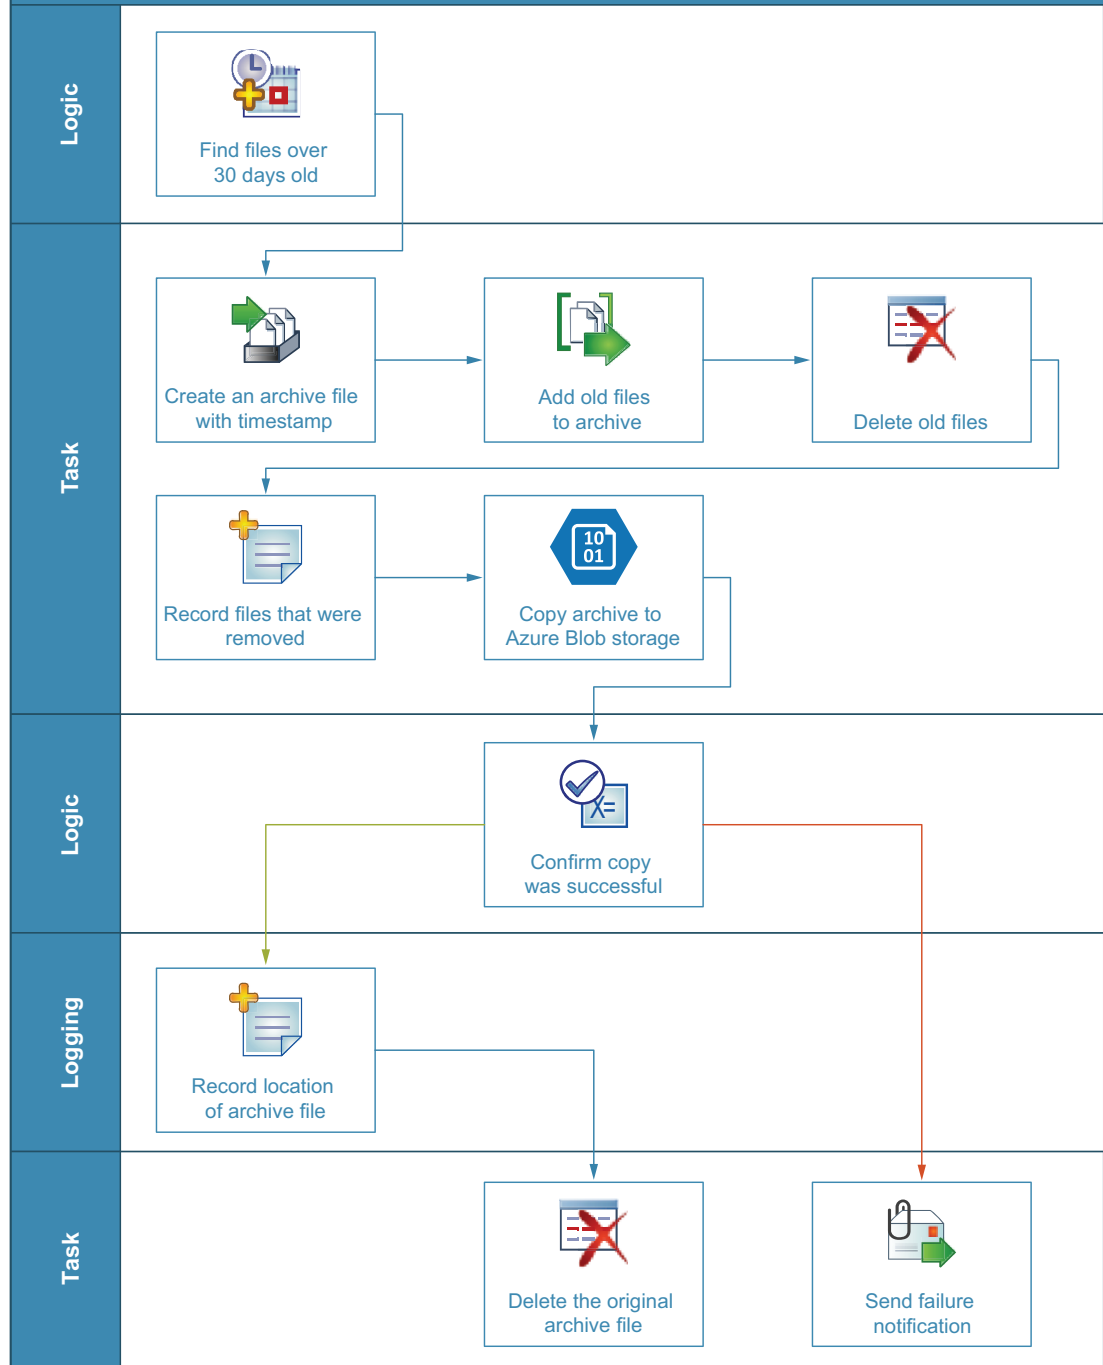 Logic
Find files over
30 days old
Task
Create an archive file
with timestamp
Add old files
to archive
Delete old files
Record files that were
removed
10
01
Copy archive to
Azure Blob storage
Logic
X=
Confirm copy
was successful
Logging
Record location
of archive file
Task
Delete the original
archive file
Send failure
notification